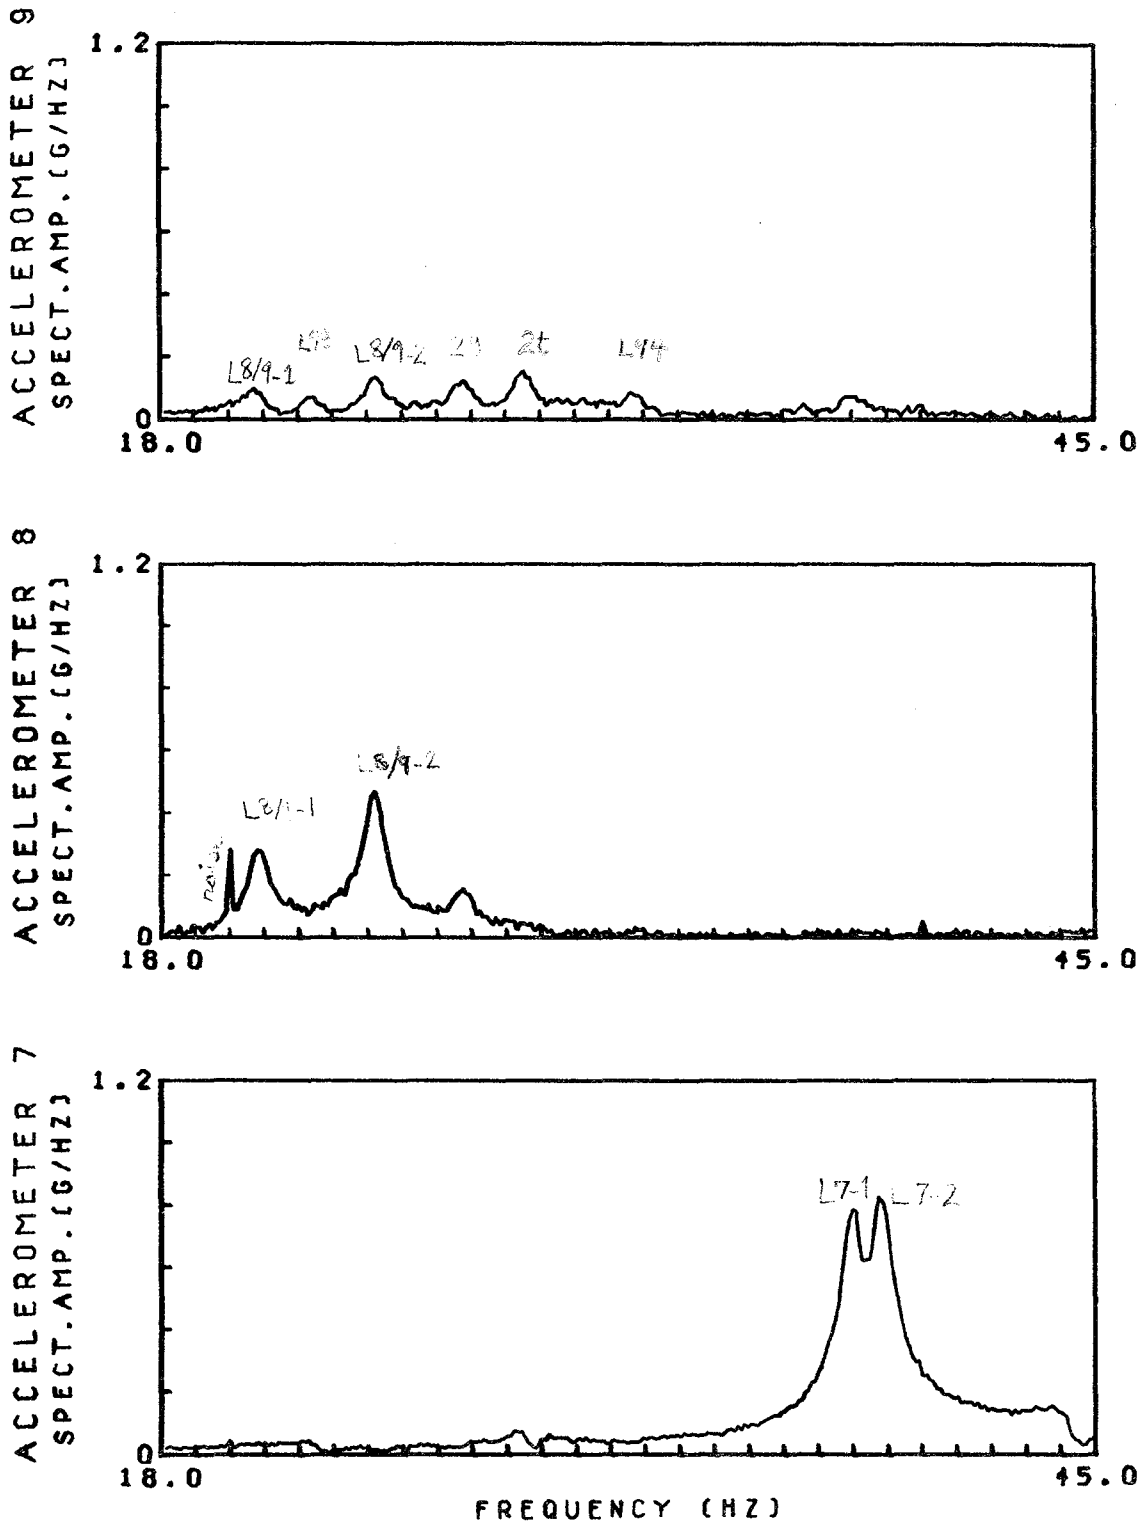 ACCELEROMETER 9
SPECT.AMP.(G/HZ)
1.2
L8/9-1
L8/9-2
2t
L94
0
18.0
45.0
ACCELEROMETER 8
SPECT.AMP.(G/HZ)
1.2
L8/9-2
noise
0
18.0
45.0
ACCELEROMETER 7
SPECT.AMP.(G/HZ)
1.2
L7-1
L7-2
0
18.0
45.0
FREQUENCY (HZ)